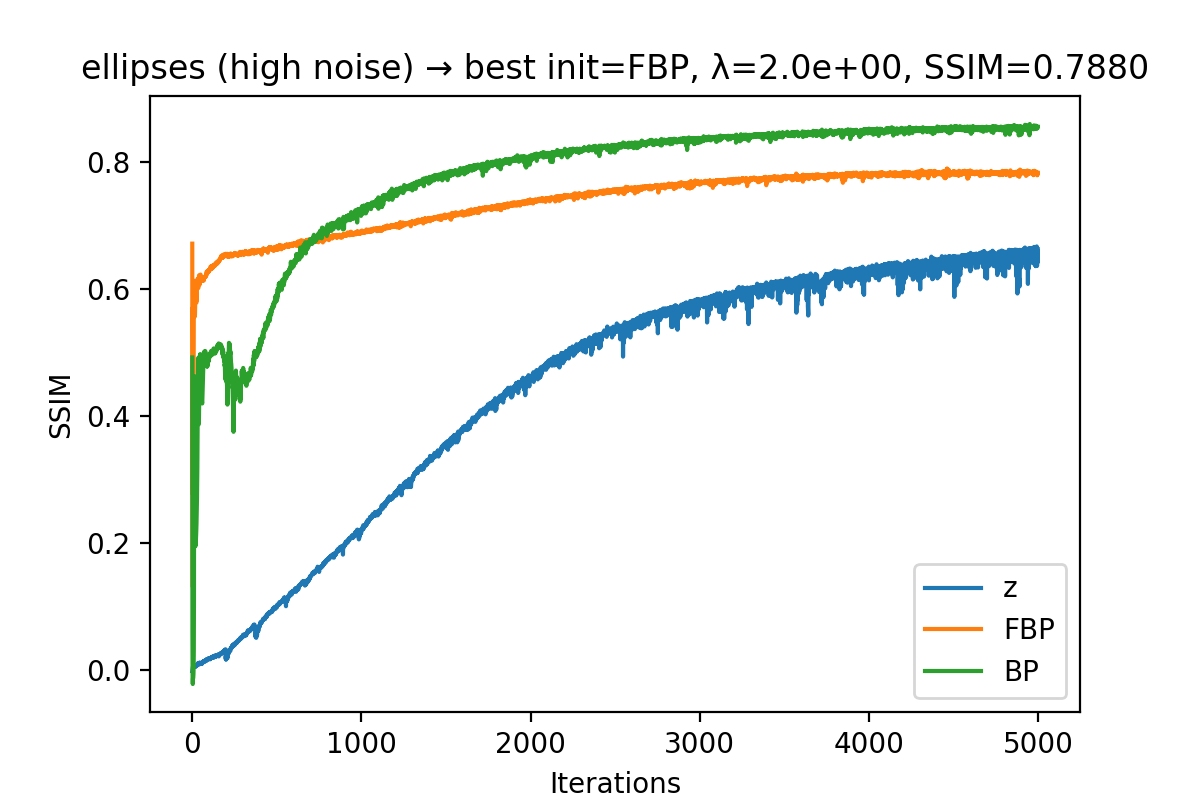 ellipses (high noise) → best init=FBP, λ=2.0e+00, SSIM=0.7880
SSIM
0.8
0.6
0.4
0.2
0.0
z
FBP
BP
0 1000 2000 3000 4000 5000
Iterations